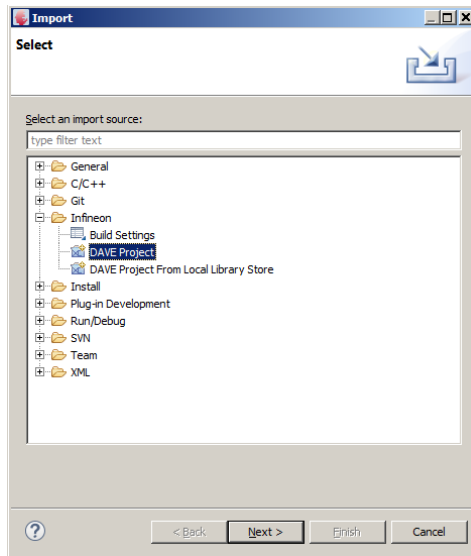 Import
Select
Select an import source:
type filter text
General
C/C++
Git
Infineon
Build Settings
DAVE Project
DAVE Project From Local Library Store
Install
Plug-in Development
Run/Debug
SVN
Team
XML
?
< Back
Next >
Finish
Cancel